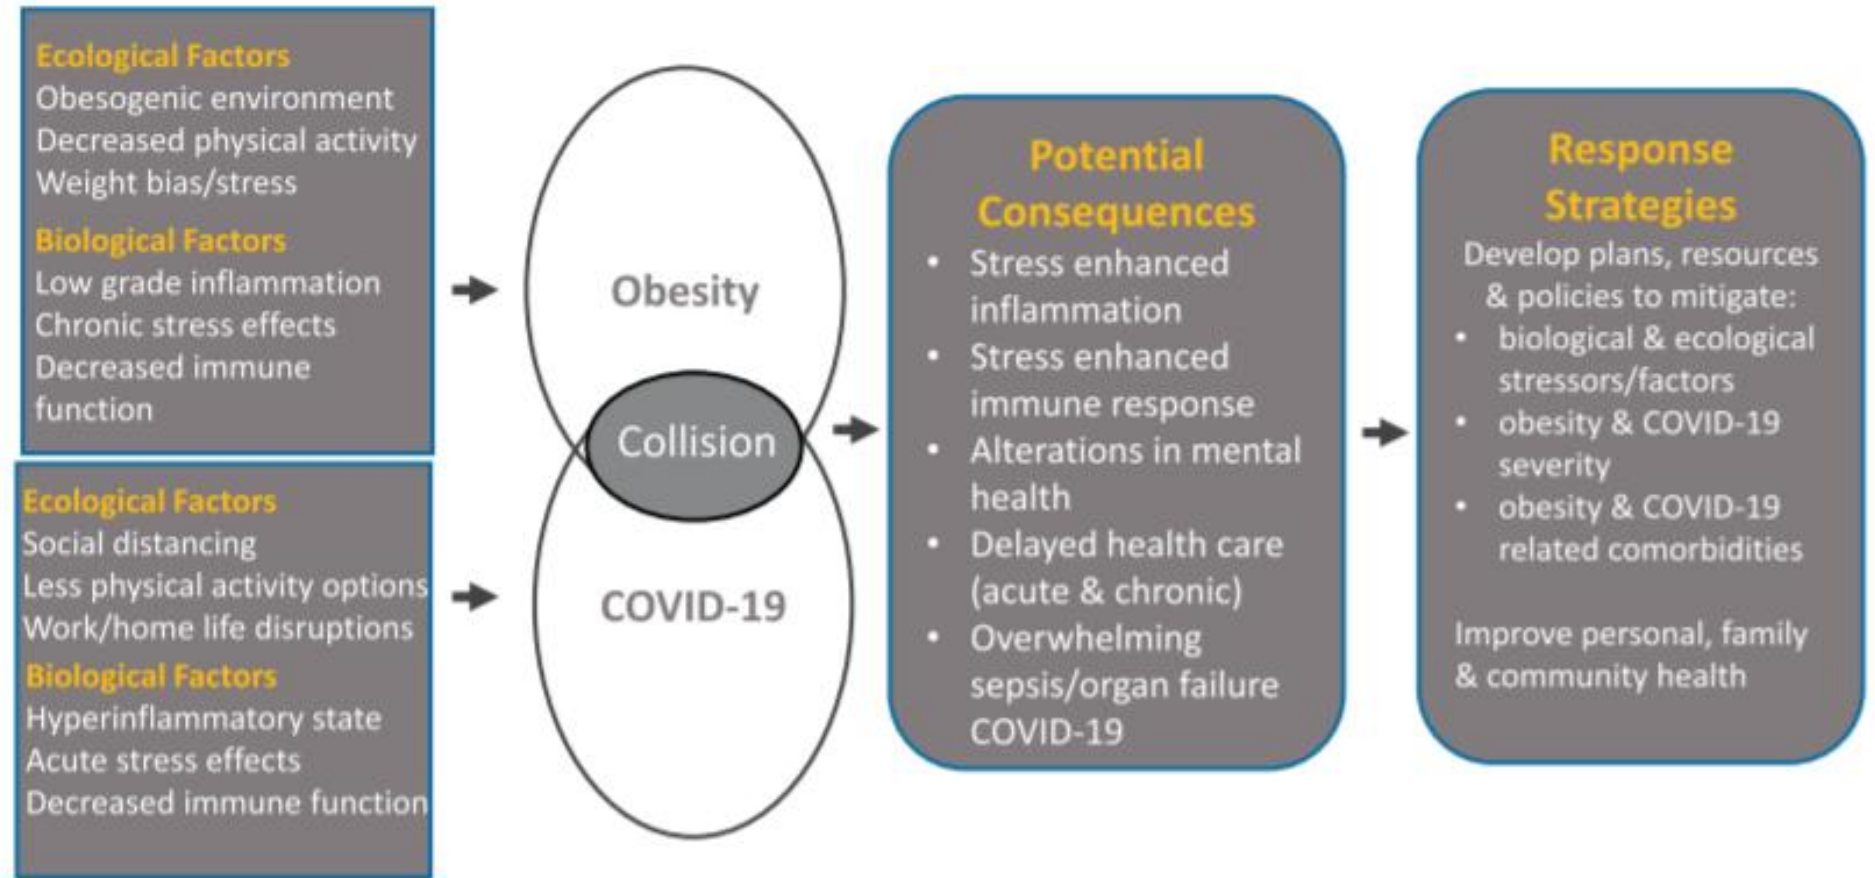 Ecological Factors
Obesogenic environment
Decreased physical activity
Weight bias/stress
Biological Factors
Low grade inflammation
Chronic stress effects
Decreased immune
function
Ecological Factors
Social distancing
Less physical activity options
Work/home life disruptions
Biological Factors
Hyperinflammatory state
Acute stress effects
Decreased immune function
Obesity
Collision
COVID-19
Potential
Consequences
• Stress enhanced
inflammation
• Stress enhanced
immune response
• Alterations in mental
health
• Delayed health care
(acute & chronic)
• Overwhelming
sepsis/organ failure
COVID-19
Response
Strategies
Develop plans, resources
& policies to mitigate:
• biological & ecological
stressors/factors
• obesity & COVID-19
severity
• obesity & COVID-19
related comorbidities
Improve personal, family
& community health